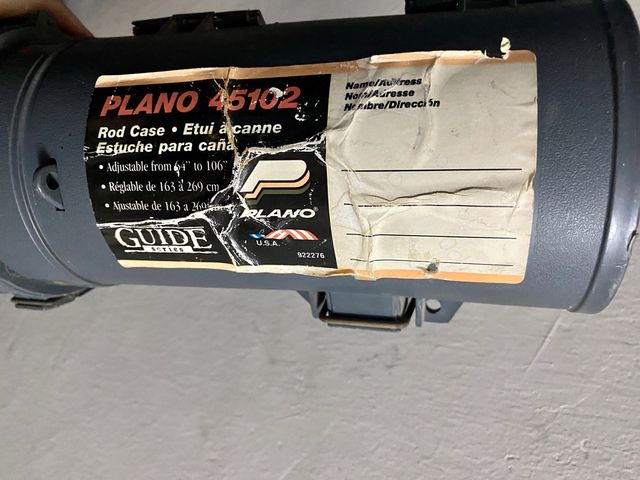 PLANO 45102
Rod Case • Etui à canne
Estuche para caña
• Adjustable from 64" to 106"
• Réglable de 163 à 269 cm
• Ajustable de 163 a 269
GUIDE
SERIES
P
PLANO
U.S.A.
922276
Name/Address
Nom/Adresse
Nombre/Dirección